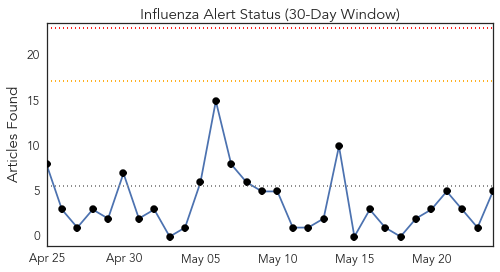 Influenza Alert Status (30-Day Window)
Articles Found
20
15
10
5
0
Apr 25 Apr 30 May 05 May 10 May 15 May 20